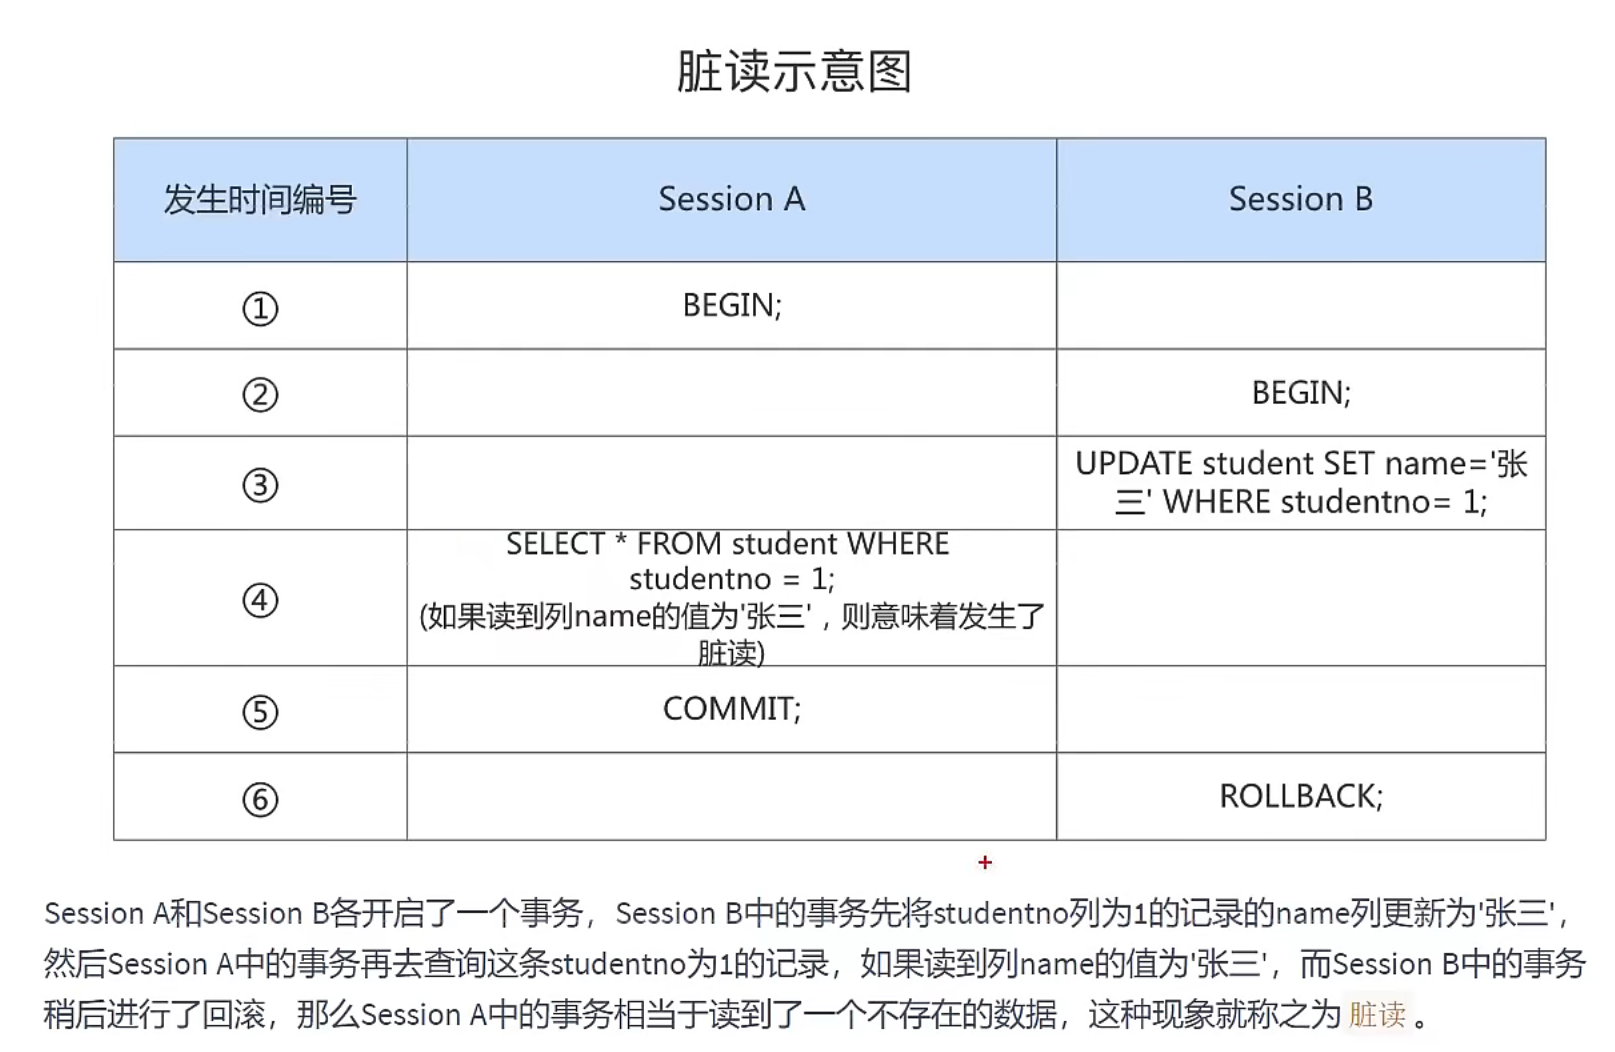 脏读示意图
发生时间编号 Session A Session B
① BEGIN;
② BEGIN;
③ UPDATE student SET name='张
三' WHERE studentno= 1;
SELECT * FROM student WHERE
studentno = 1;
④ (如果读到列name的值为'张三'，则意味着发生了
脏读)
⑤ COMMIT;
⑥ ROLLBACK;
Session A和Session B各开启了一个事务，Session B中的事务先将studentno列为1的记录的name列更新为'张三'，
然后Session A中的事务再去查询这条studentno为1的记录，如果读到列name的值为'张三'，而Session B中的事务
稍后进行了回滚，那么Session A中的事务相当于读到了一个不存在的数据，这种现象就称之为 脏读 。